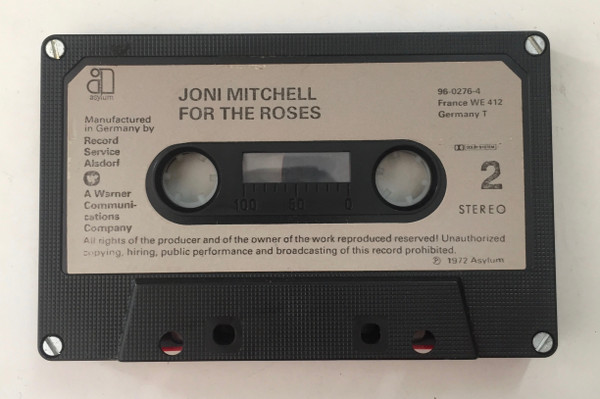 asylum
JONI MITCHELL
FOR THE ROSES
96-0276-4
France WE 412
Germany T
Manufactured
in Germany by
Record
Service
Alsdorf
A Warner
Communi-
cations
Company
DOLBY SYSTEM
2
STEREO
100 50 0
All rights of the producer and of the owner of the work reproduced reserved! Unauthorized
copying, hiring, public performance and broadcasting of this record prohibited.
℗ 1972 Asylum